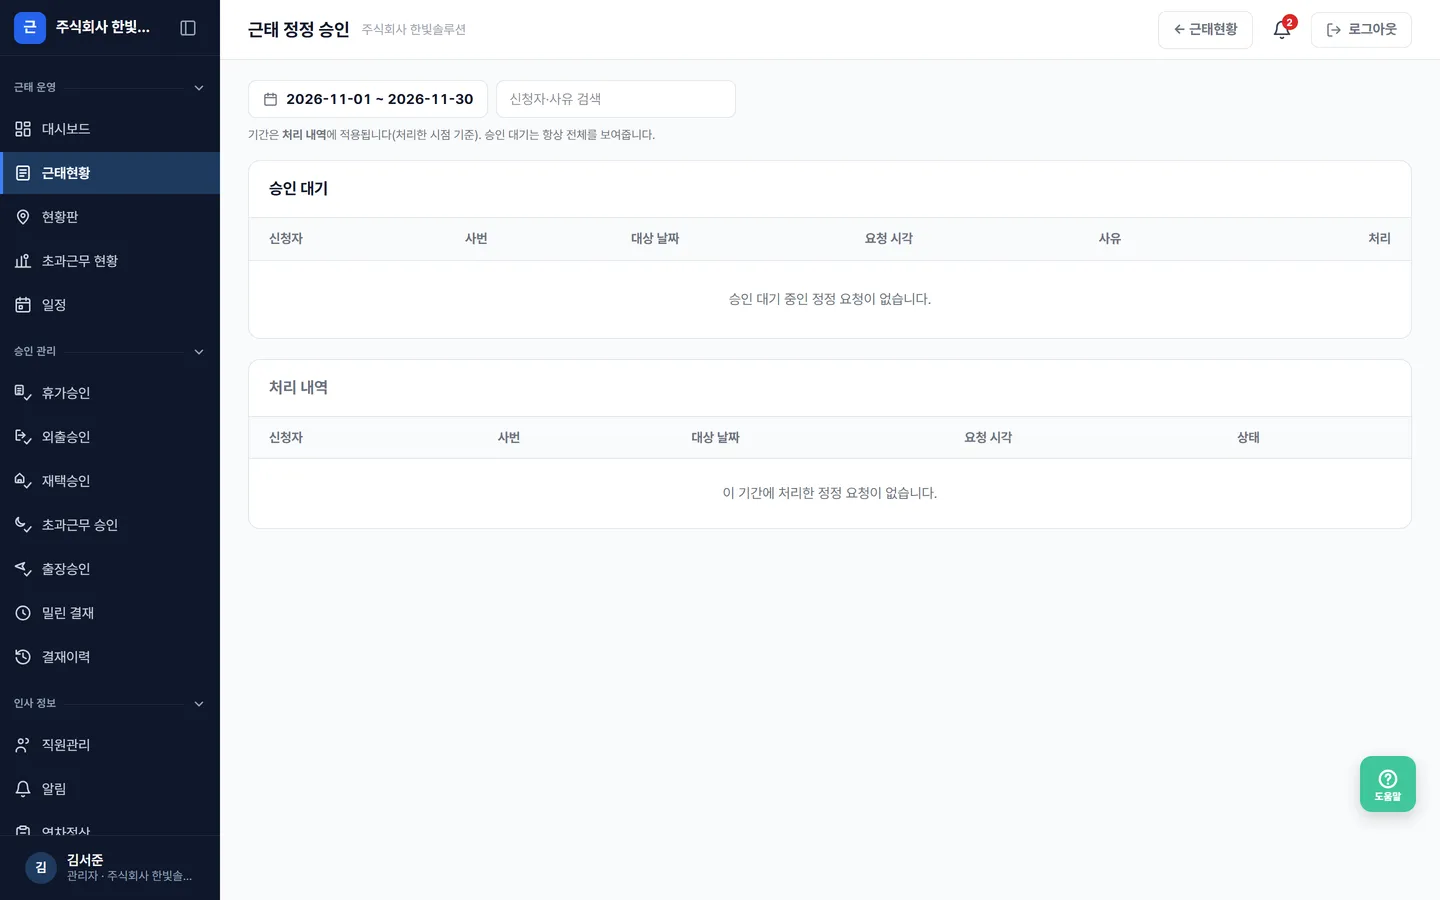 근 주식회사 한빛...
근태 운영
대시보드
근태현황
현황판
초과근무 현황
일정
승인 관리
휴가승인
외출승인
재택승인
초과근무 승인
출장승인
밀린 결재
결재이력
인사 정보
직원관리
알림
연차정산
김 김서준
관리자 · 주식회사 한빛솔...
근태 정정 승인 주식회사 한빛솔루션
← 근태현황 2 로그아웃
2026-11-01 ~ 2026-11-30 신청자·사유 검색
기간은 처리 내역에 적용됩니다(처리한 시점 기준). 승인 대기는 항상 전체를 보여줍니다.
승인 대기
신청자 사번 대상 날짜 요청 시각 사유 처리
승인 대기 중인 정정 요청이 없습니다.
처리 내역
신청자 사번 대상 날짜 요청 시각 상태
이 기간에 처리한 정정 요청이 없습니다.
도움말